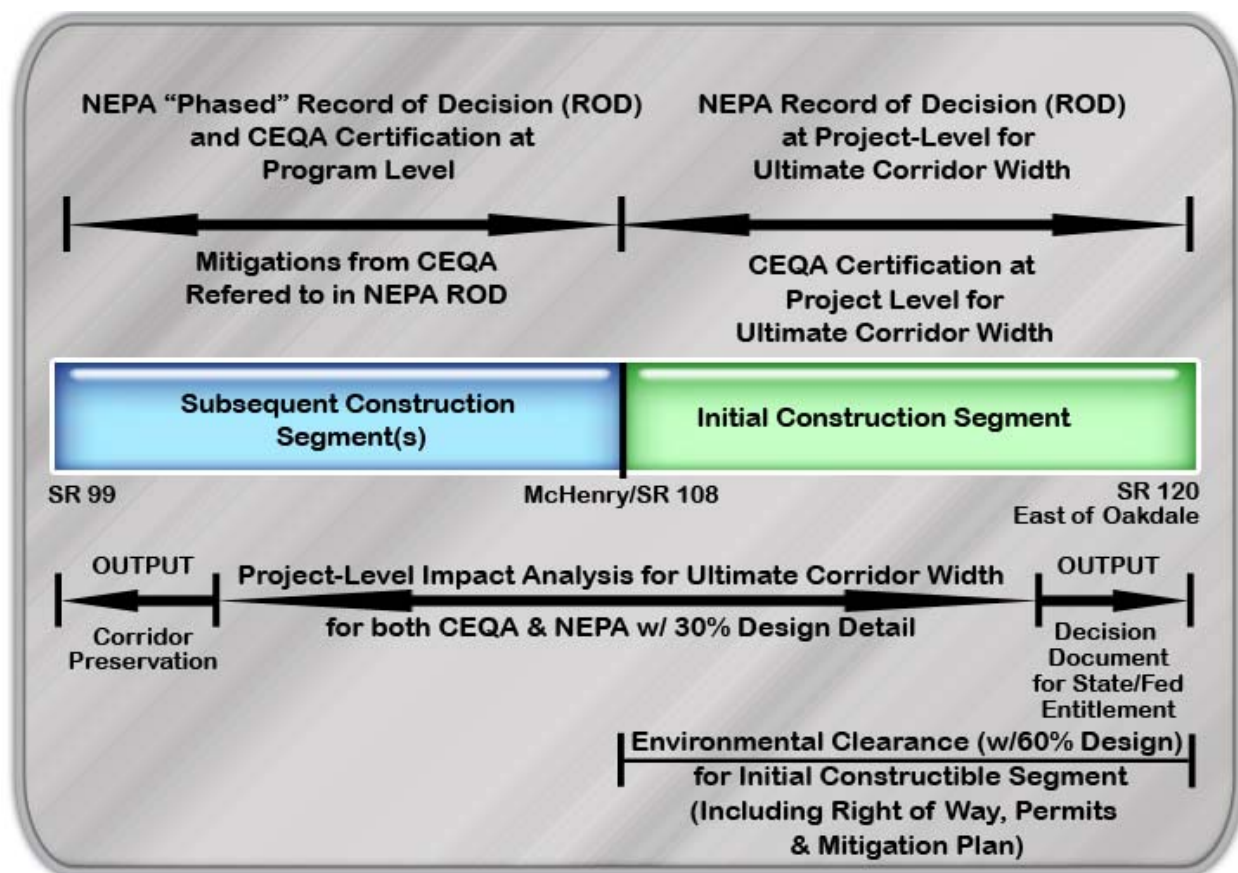 NEPA “Phased” Record of Decision (ROD)
and CEQA Certification at
Program Level
Mitigations from CEQA
Refered to in NEPA ROD
NEPA Record of Decision (ROD)
at Project-Level for
Ultimate Corridor Width
CEQA Certification at
Project Level for
Ultimate Corridor Width
Subsequent Construction
Segment(s)
Initial Construction Segment
SR 99
McHenry/SR 108
SR 120
East of Oakdale
OUTPUT
Corridor
Preservation
Project-Level Impact Analysis for Ultimate Corridor Width
for both CEQA & NEPA w/ 30% Design Detail
OUTPUT
Decision
Document
for State/Fed
Entitlement
Environmental Clearance (w/60% Design)
for Initial Constructible Segment
(Including Right of Way, Permits
& Mitigation Plan)